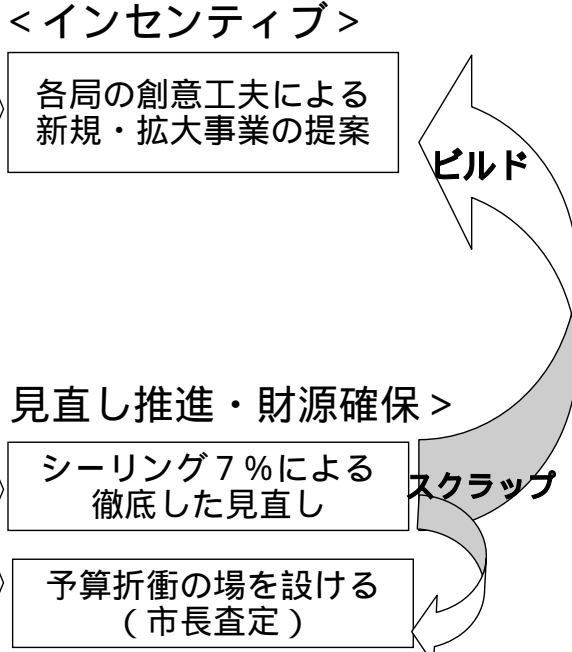 <インセンティブ>
各局の創意工夫による
新規・拡大事業の提案
ビルド
見直し推進・財源確保>
シーリング7%による
徹底した見直し
スクラップ
予算折衝の場を設ける
(市長査定)